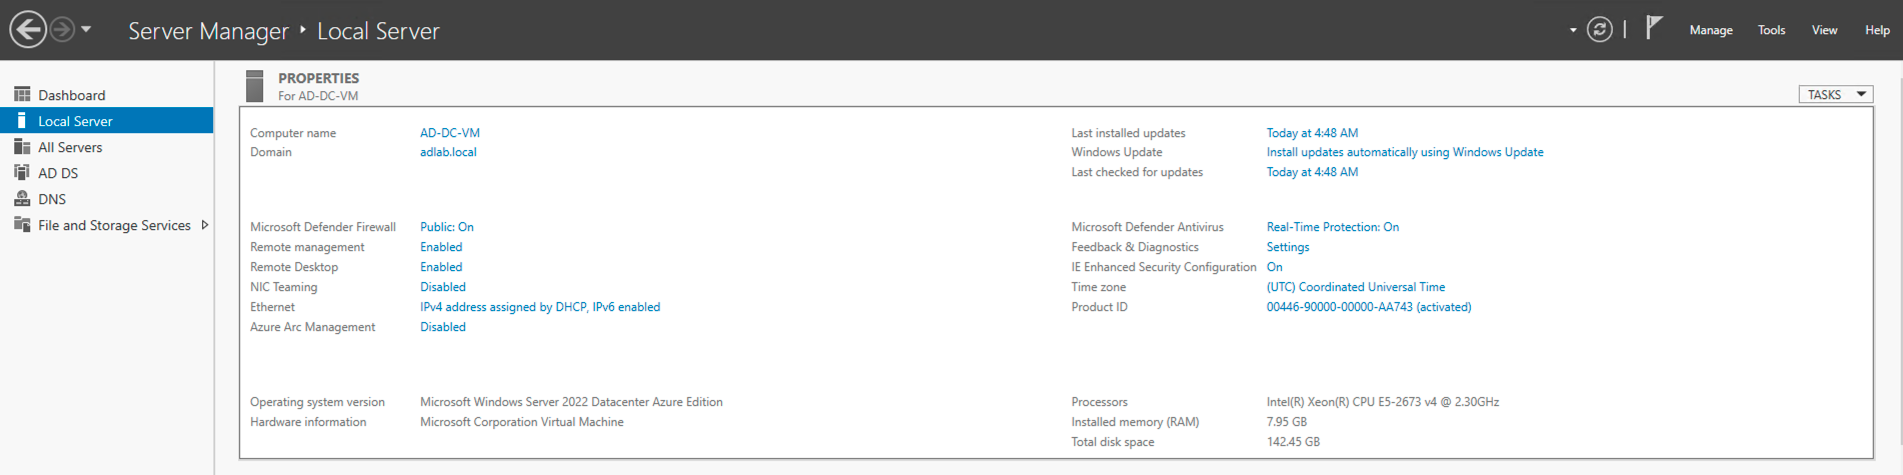 Server Manager ‣ Local Server
Manage Tools View Help
Dashboard
Local Server
All Servers
AD DS
DNS
File and Storage Services
PROPERTIES
For AD-DC-VM
TASKS
Computer name AD-DC-VM
Domain adlab.local
Last installed updates Today at 4:48 AM
Windows Update Install updates automatically using Windows Update
Last checked for updates Today at 4:48 AM
Microsoft Defender Firewall Public: On
Remote management Enabled
Remote Desktop Enabled
NIC Teaming Disabled
Ethernet IPv4 address assigned by DHCP, IPv6 enabled
Azure Arc Management Disabled
Microsoft Defender Antivirus Real-Time Protection: On
Feedback & Diagnostics Settings
IE Enhanced Security Configuration On
Time zone (UTC) Coordinated Universal Time
Product ID 00446-90000-00000-AA743 (activated)
Operating system version Microsoft Windows Server 2022 Datacenter Azure Edition
Hardware information Microsoft Corporation Virtual Machine
Processors Intel(R) Xeon(R) CPU E5-2673 v4 @ 2.30GHz
Installed memory (RAM) 7.95 GB
Total disk space 142.45 GB